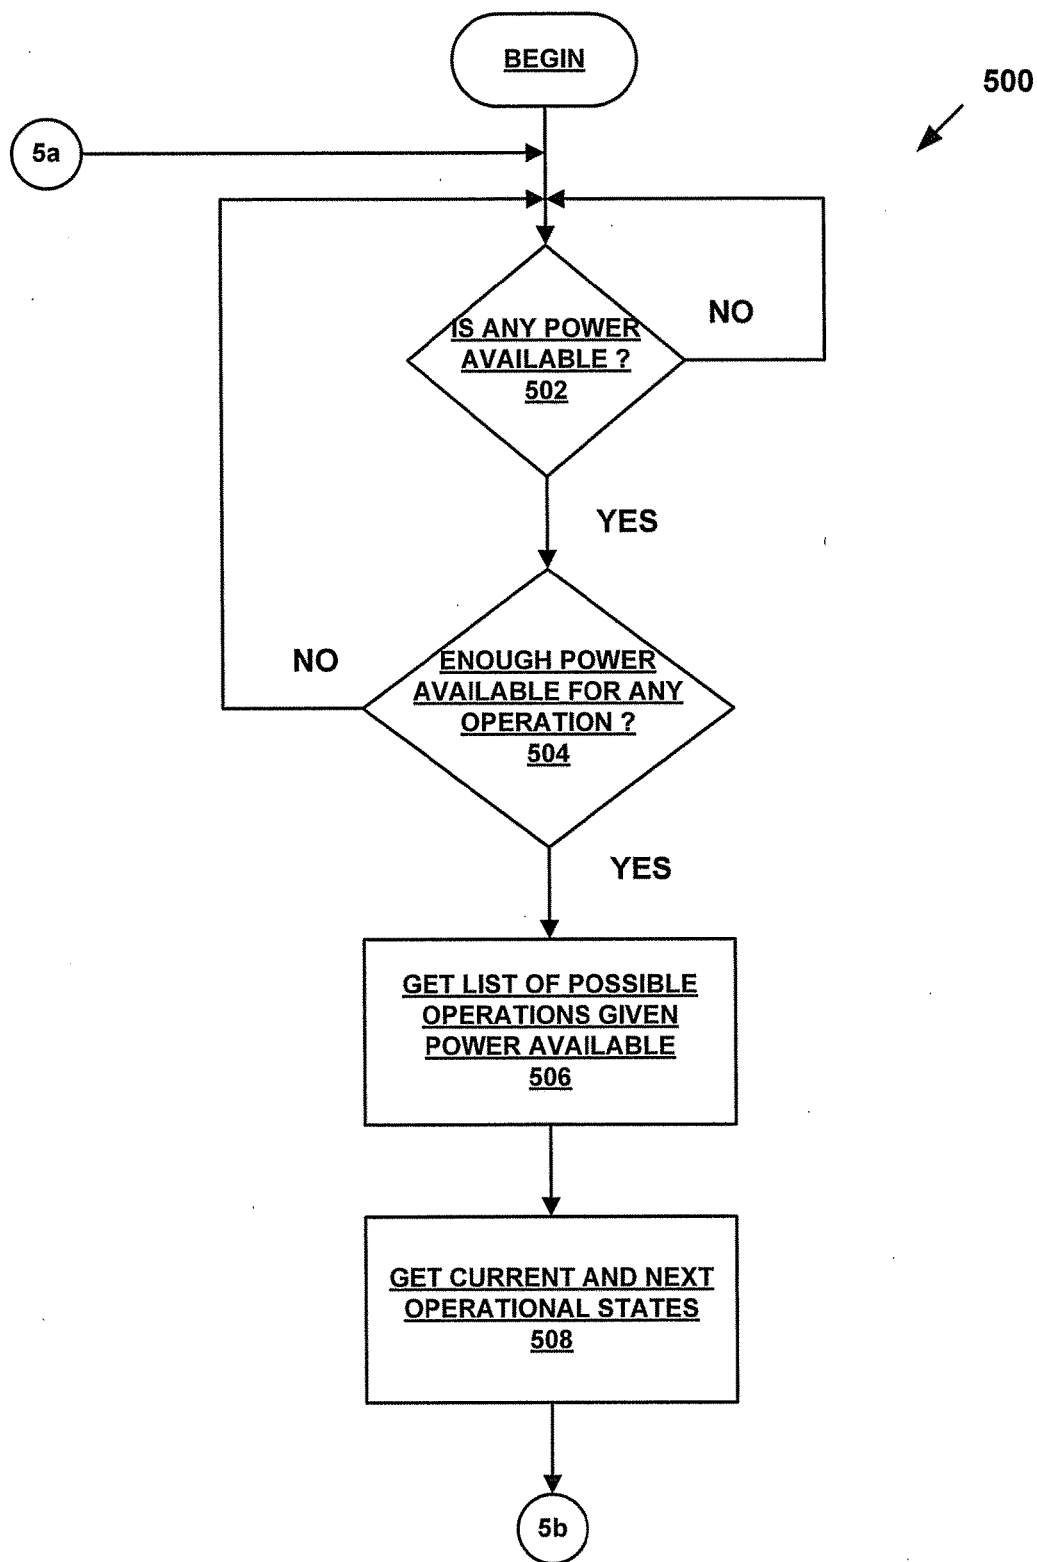 BEGIN
500
5a
IS ANY POWER
AVAILABLE ?
502
NO
YES
ENOUGH POWER
AVAILABLE FOR ANY
OPERATION ?
504
NO
YES
GET LIST OF POSSIBLE
OPERATIONS GIVEN
POWER AVAILABLE
506
GET CURRENT AND NEXT
OPERATIONAL STATES
508
5b